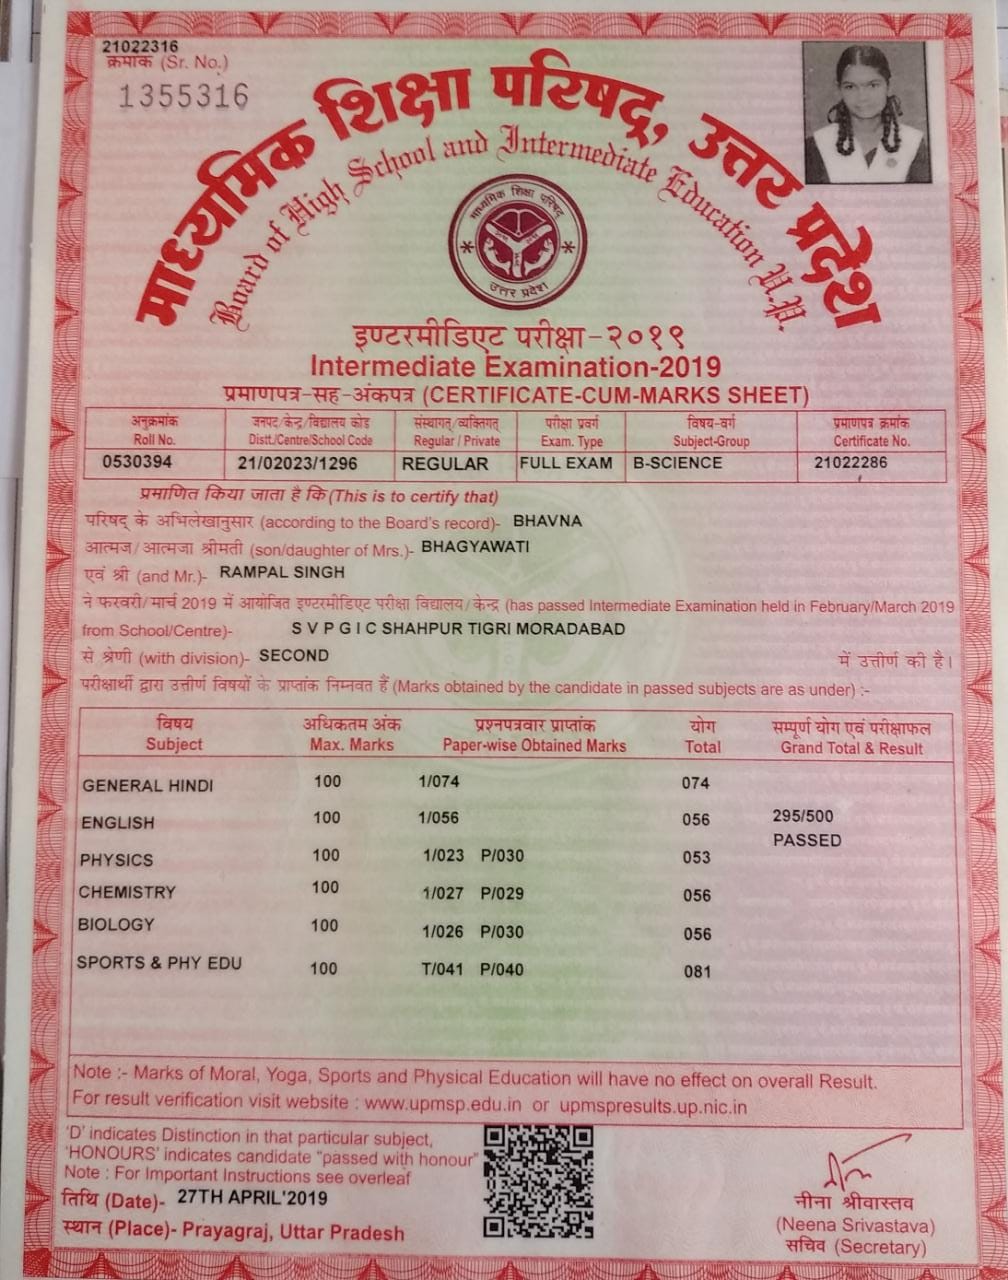 21022316
क्रमांक (Sr. No.)
1355316
माध्यमिक शिक्षा परिषद्, उत्तर प्रदेश
Board of High School and Intermediate Education U.P.
माध्यमिक शिक्षा परिषद
उत्तर प्रदेश
इण्टरमीडिएट परीक्षा-२०१९
Intermediate Examination-2019
प्रमाणपत्र-सह-अंकपत्र (CERTIFICATE-CUM-MARKS SHEET)
अनुक्रमांक जनपद/केन्द्र/विद्यालय कोड संस्थागत्/व्यक्तिगत् परीक्षा प्रवर्ग विषय-वर्ग प्रमाणपत्र क्रमांक
Roll No. Distt./Centre/School Code Regular / Private Exam. Type Subject-Group Certificate No.
0530394 21/02023/1296 REGULAR FULL EXAM B-SCIENCE 21022286
प्रमाणित किया जाता है कि (This is to certify that)
परिषद् के अभिलेखानुसार (according to the Board's record)- BHAVNA
आत्मज/आत्मजा श्रीमती (son/daughter of Mrs.)- BHAGYAWATI
एवं श्री (and Mr.)- RAMPAL SINGH
ने फरवरी/मार्च 2019 में आयोजित इण्टरमीडिएट परीक्षा विद्यालय/केन्द्र (has passed Intermediate Examination held in February/March 2019
from School/Centre)- S V P G I C SHAHPUR TIGRI MORADABAD
से श्रेणी (with division)- SECOND में उत्तीर्ण की है।
परीक्षार्थी द्वारा उत्तीर्ण विषयों के प्राप्तांक निम्नवत हैं (Marks obtained by the candidate in passed subjects are as under) :-
विषय अधिकतम अंक प्रश्नपत्रवार प्राप्तांक योग सम्पूर्ण योग एवं परीक्षाफल
Subject Max. Marks Paper-wise Obtained Marks Total Grand Total & Result
GENERAL HINDI 100 1/074 074
ENGLISH 100 1/056 056 295/500
PASSED
PHYSICS 100 1/023 P/030 053
CHEMISTRY 100 1/027 P/029 056
BIOLOGY 100 1/026 P/030 056
SPORTS & PHY EDU 100 T/041 P/040 081
Note :- Marks of Moral, Yoga, Sports and Physical Education will have no effect on overall Result.
For result verification visit website : www.upmsp.edu.in or upmspresults.up.nic.in
'D' indicates Distinction in that particular subject,
'HONOURS' indicates candidate "passed with honour"
Note : For Important Instructions see overleaf
तिथि (Date)- 27TH APRIL'2019
स्थान (Place)- Prayagraj, Uttar Pradesh
नीना श्रीवास्तव
(Neena Srivastava)
सचिव (Secretary)